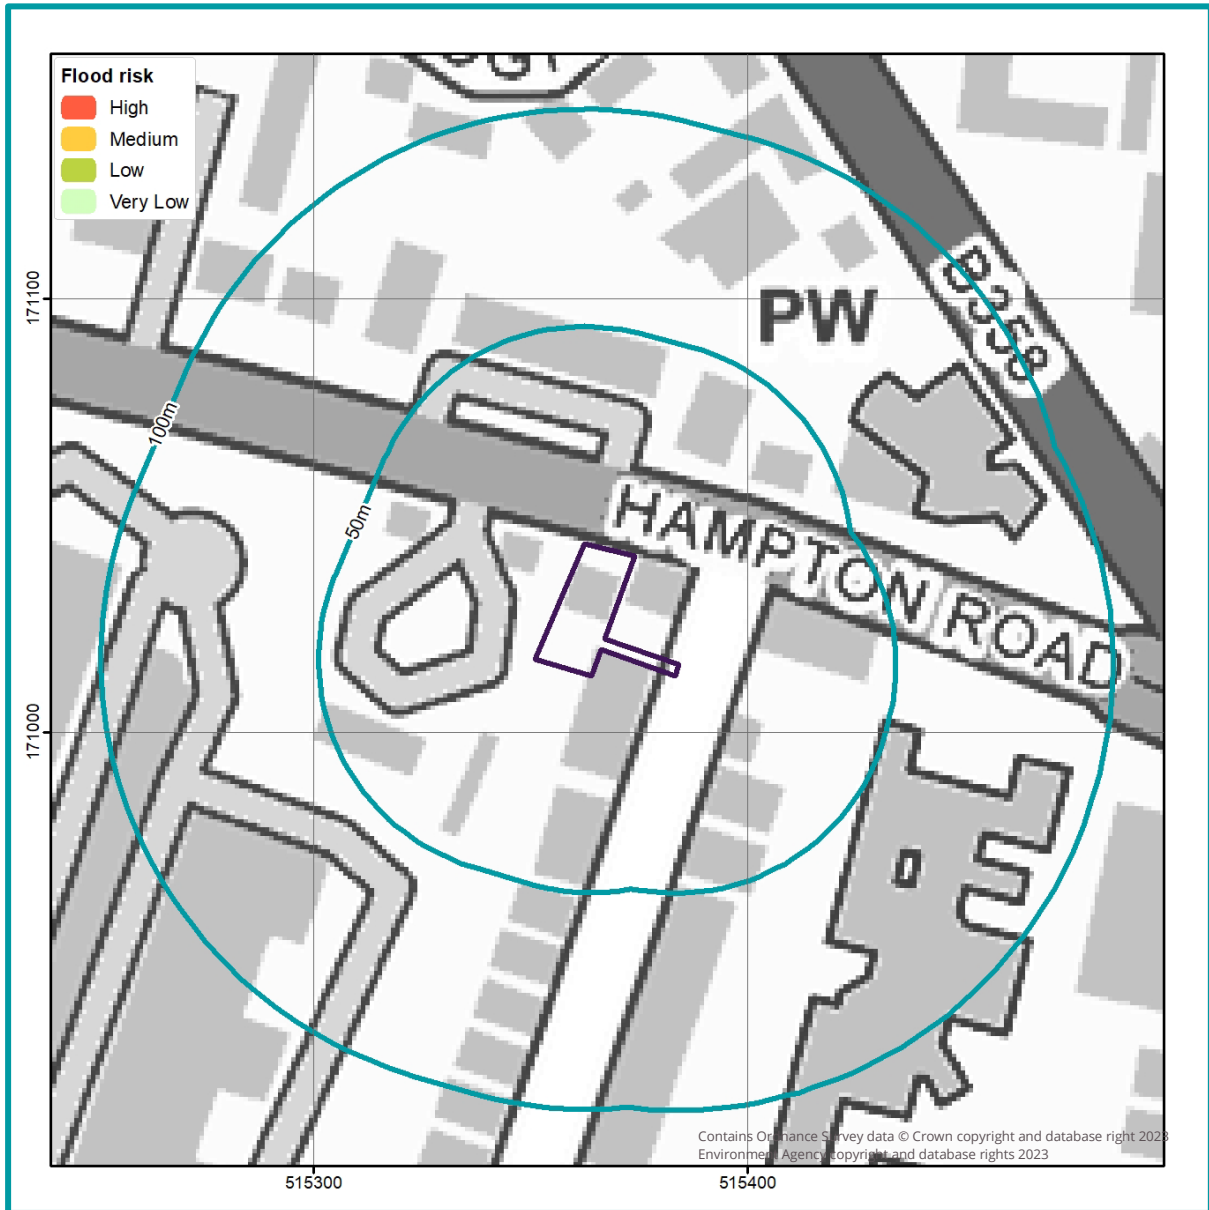 Flood risk
High
Medium
Low
Very Low
171100
PW
B358
100m
50m
HAMPTON ROAD
171000
Contains Ordnance Survey data © Crown copyright and database right 2023
Environment Agency copyright and database rights 2023
515300
515400